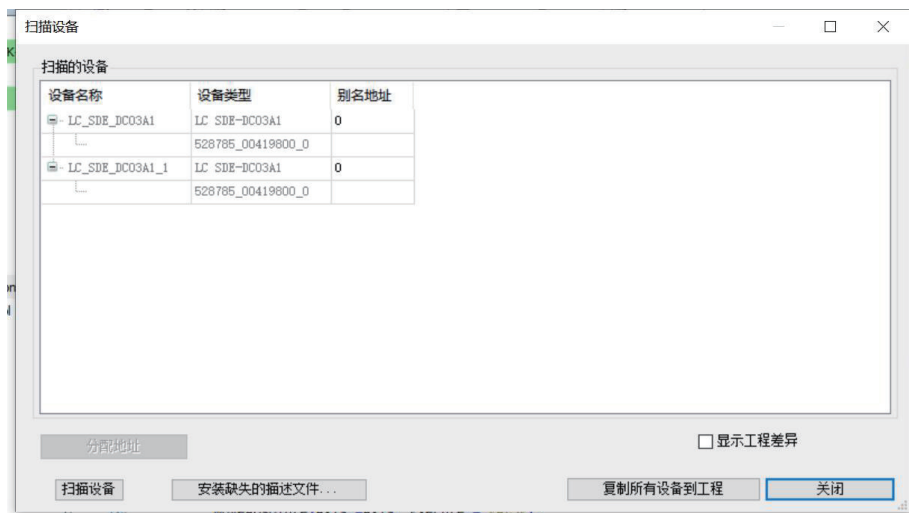 扫描设备
扫描的设备
设备名称 设备类型 别名地址
LC_SDE_DC03A1 LC SDE-DC03A1 0
528785_00419800_0
LC_SDE_DC03A1_1 LC SDE-DC03A1 0
528785_00419800_0
分配地址
显示工程差异
扫描设备 安装缺失的描述文件... 复制所有设备到工程 关闭